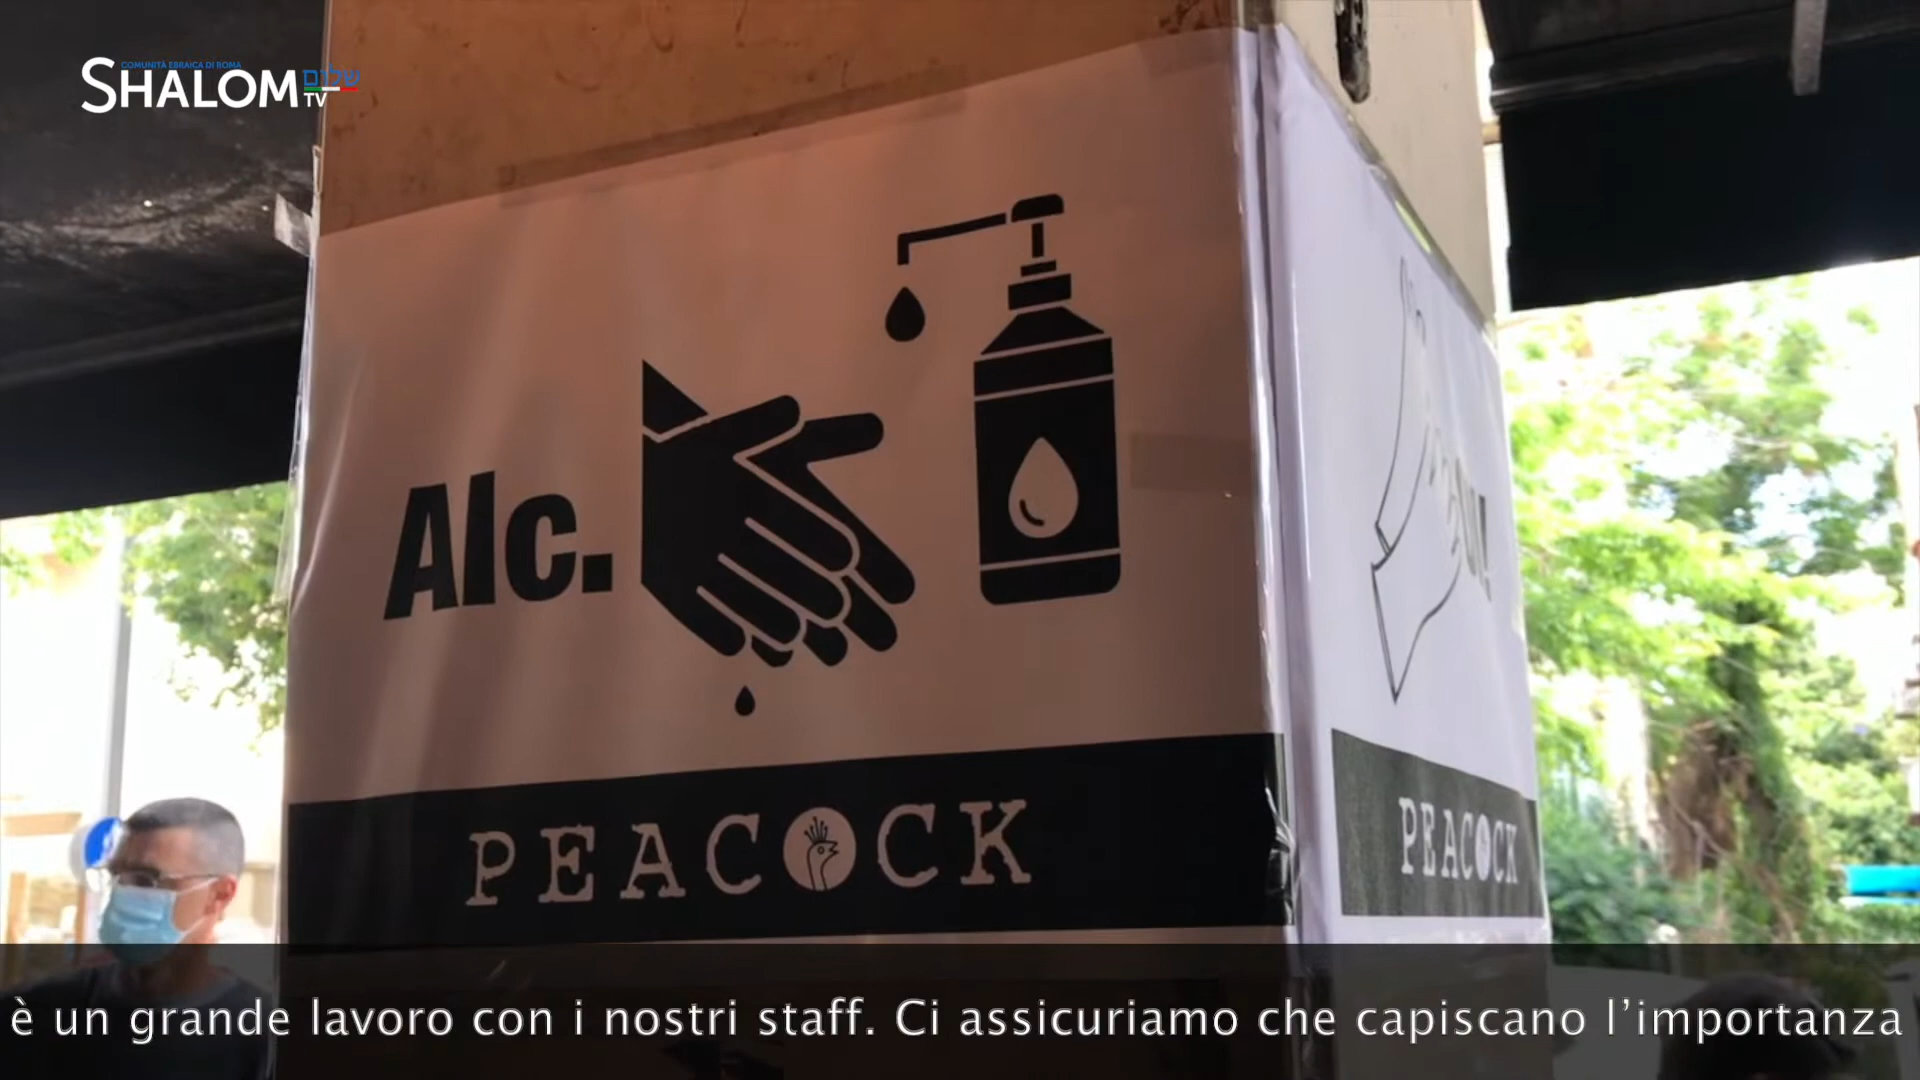 COMUNITÀ EBRAICA DI ROMA
SHALOM TV שלום
Alc.
PEACOCK
PEACOCK
è un grande lavoro con i nostri staff. Ci assicuriamo che capiscano l’importanza